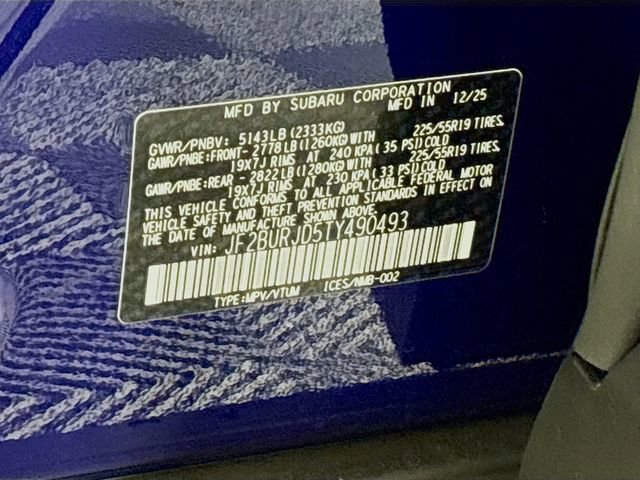 MFD BY SUBARU CORPORATION
MFD IN 12/25
GVWR/PNBV: 5143LB (2333KG)
GAWR/PNBE:FRONT-2778LB(1260KG)WITH 225/55R19 TIRES.
19X7J RIMS AT 240 KPA( 35 PSI)COLD
GAWR/PNBE:REAR -2822LB(1280KG)WITH 225/55R19 TIRES.
19X7J RIMS AT 230 KPA( 33 PSI)COLD
THIS VEHICLE CONFORMS TO ALL APPLICABLE FEDERAL MOTOR
VEHICLE SAFETY AND THEFT PREVENTION STANDARDS IN EFFECT ON
THE DATE OF MANUFACTURE SHOWN ABOVE.
VIN: JF2BURJD5TY490493
TYPE:MPV/VTUM ICES/NMB-002